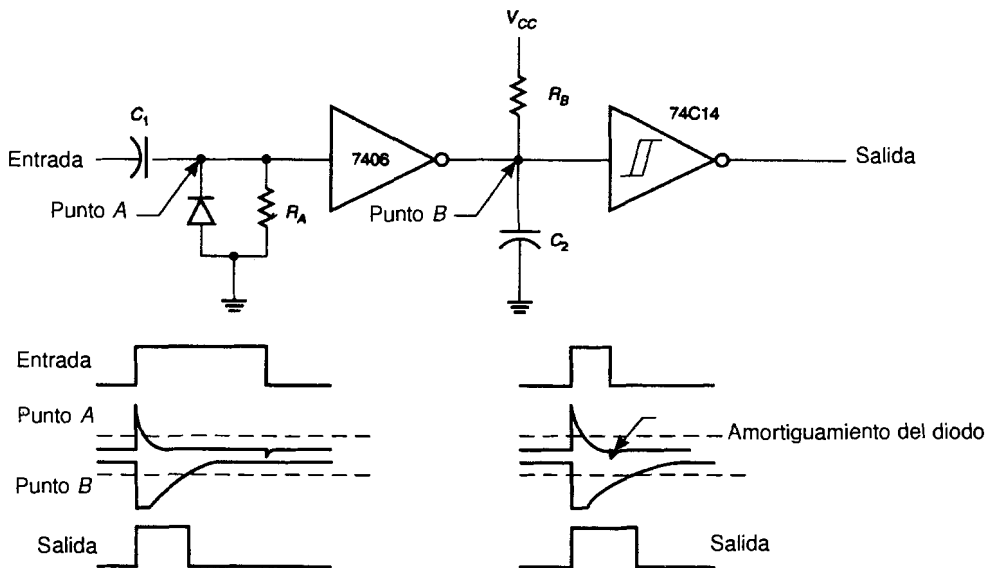 V_CC
R_B
74C14
C_1
Entrada
7406
Salida
Punto A
R_A
Punto B
C_2
Entrada
Punto A
Amortiguamiento del diodo
Punto B
Salida
Salida